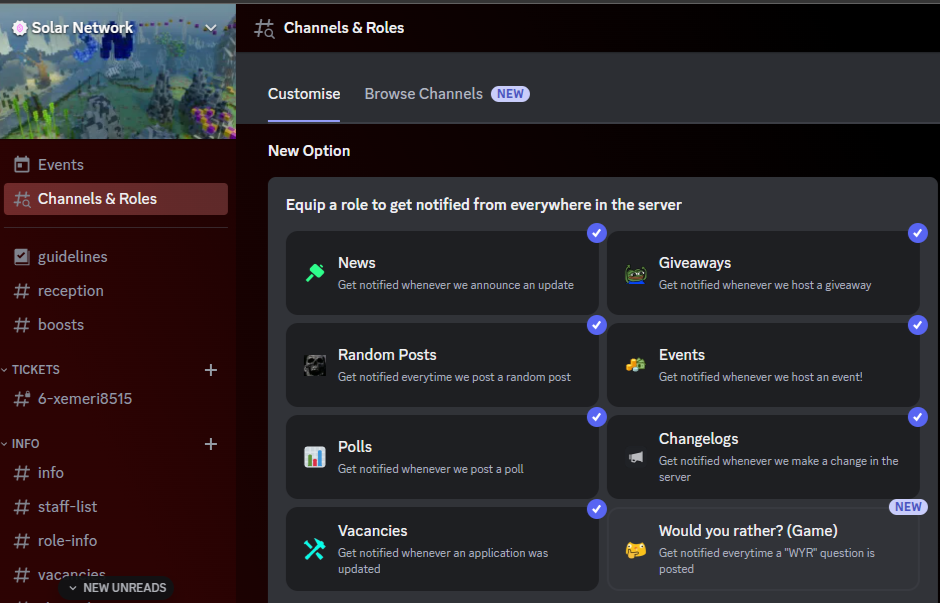 Solar Network
Channels & Roles
Customise
Browse Channels
NEW
Events
Channels & Roles
guidelines
reception
boosts
TICKETS
6-xemeri8515
INFO
info
staff-list
role-info
vacancies
NEW UNREADS
New Option
Equip a role to get notified from everywhere in the server
News
Get notified whenever we announce an update
Giveaways
Get notified whenever we host a giveaway
Random Posts
Get notified everytime we post a random post
Events
Get notified whenever we host an event!
Polls
Get notified whenever we post a poll
Changelogs
Get notified whenever we make a change in the
server
Vacancies
Get notified whenever an application was
updated
NEW
Would you rather? (Game)
Get notified everytime a "WYR" question is
posted